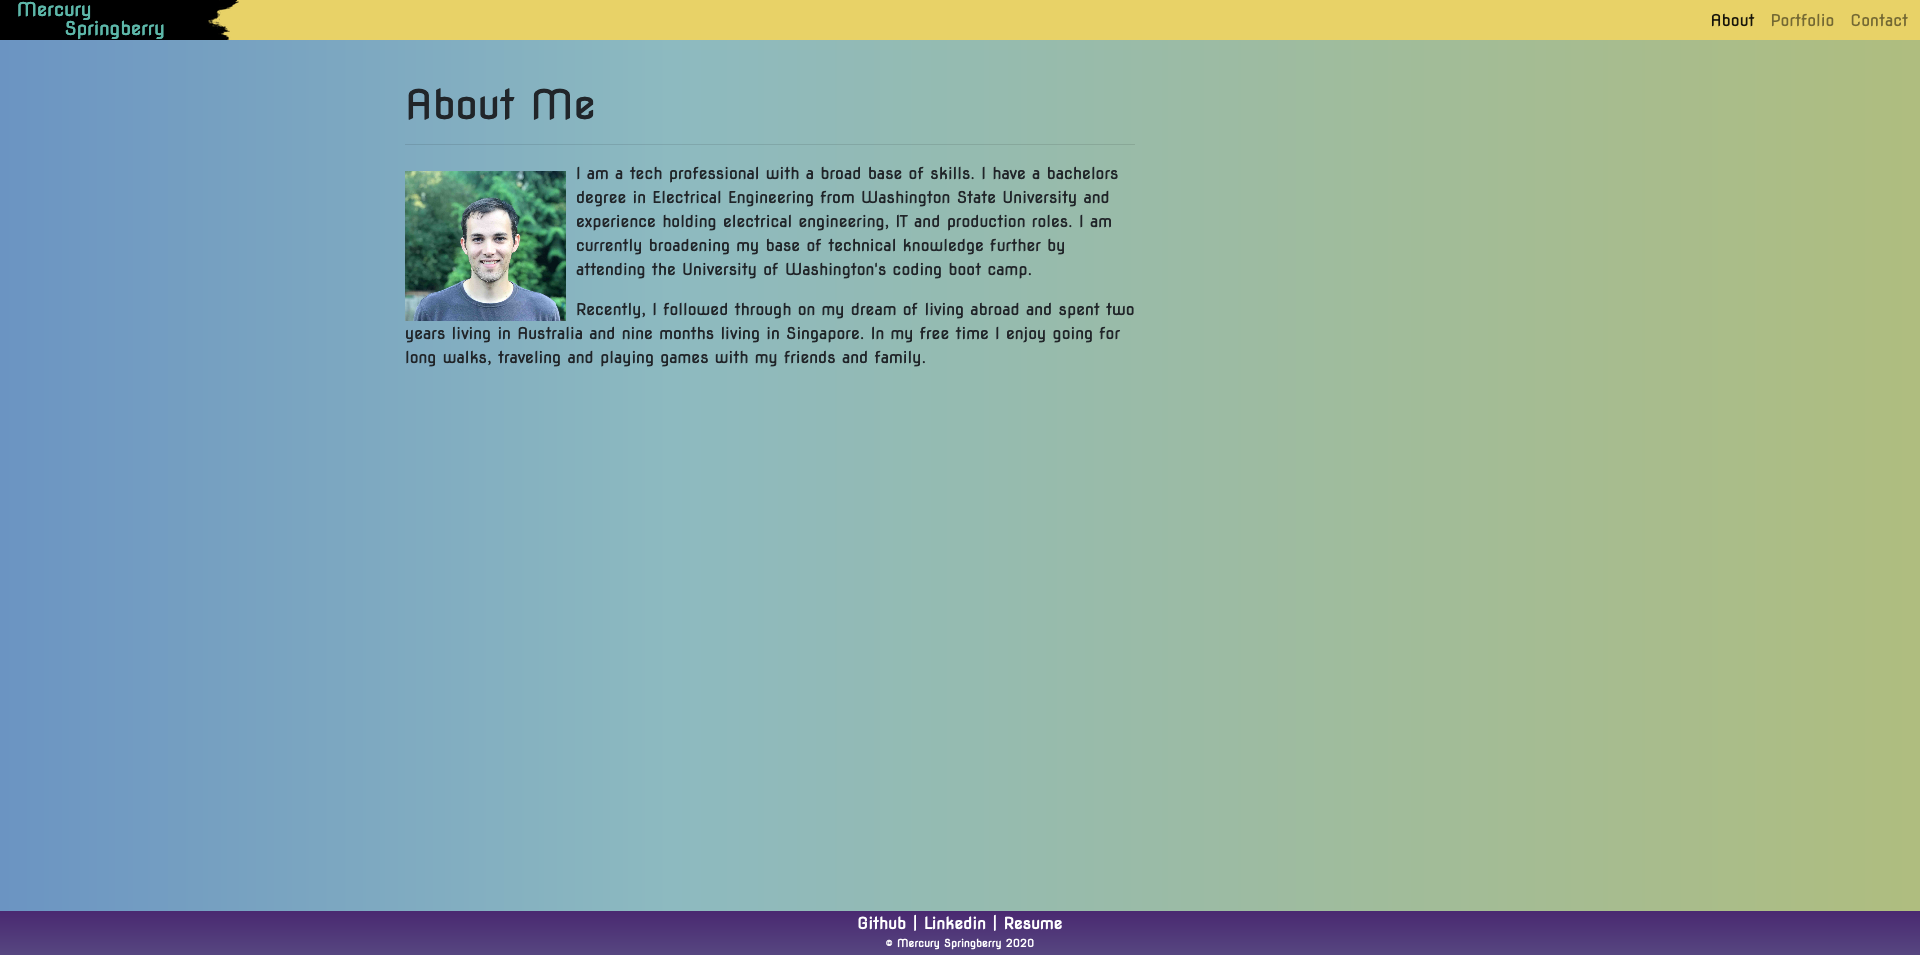 Mercury
Springberry
About Portfolio Contact
About Me
I am a tech professional with a broad base of skills. I have a bachelors
degree in Electrical Engineering from Washington State University and
experience holding electrical engineering, IT and production roles. I am
currently broadening my base of technical knowledge further by
attending the University of Washington's coding boot camp.
Recently, I followed through on my dream of living abroad and spent two
years living in Australia and nine months living in Singapore. In my free time I enjoy going for
long walks, traveling and playing games with my friends and family.
Github | Linkedin | Resume
© Mercury Springberry 2020